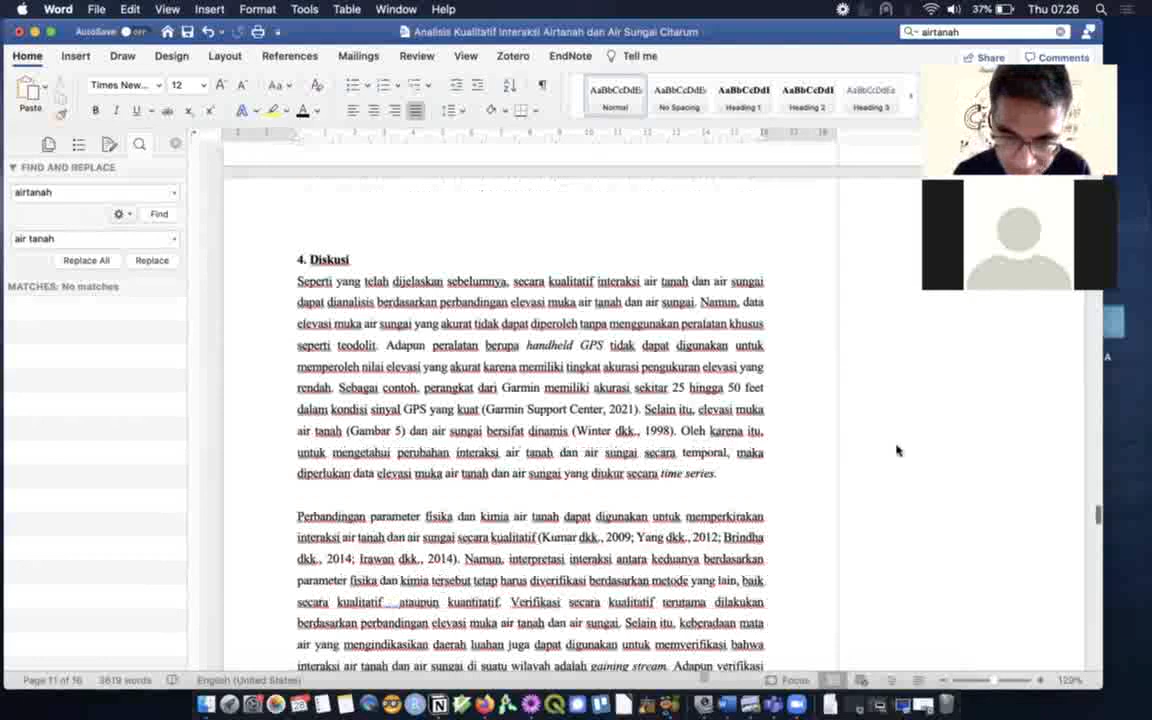 Word File Edit View Insert Format Tools Table Window Help 37% Thu 07.26
AutoSave OFF Analisis Kualitatif Interaksi Airtanah dan Air Sungai Citarum airtanah
Home Insert Draw Design Layout References Mailings Review View Zotero EndNote Tell me Share Comments
Paste Times New... 12
AaBbCcDdEe AaBbCcDdEe AaBbCcDdI AaBbCcDdE AaBbCcDdEe
Normal No Spacing Heading 1 Heading 2 Heading 3
FIND AND REPLACE
airtanah
Find
air tanah
Replace All Replace
MATCHES: No matches
4. Diskusi
Seperti yang telah dijelaskan sebelumnya, secara kualitatif interaksi air tanah dan air sungai
dapat dianalisis berdasarkan perbandingan elevasi muka air tanah dan air sungai. Namun, data
elevasi muka air sungai yang akurat tidak dapat diperoleh tanpa menggunakan peralatan khusus
seperti teodolit. Adapun peralatan berupa handheld GPS tidak dapat digunakan untuk
memperoleh nilai elevasi yang akurat karena memiliki tingkat akurasi pengukuran elevasi yang
rendah. Sebagai contoh, perangkat dari Garmin memiliki akurasi sekitar 25 hingga 50 feet
dalam kondisi sinyal GPS yang kuat (Garmin Support Center, 2021). Selain itu, elevasi muka
air tanah (Gambar 5) dan air sungai bersifat dinamis (Winter dkk., 1998). Oleh karena itu,
untuk mengetahui perubahan interaksi air tanah dan air sungai secara temporal, maka
diperlukan data elevasi muka air tanah dan air sungai yang diukur secara time series.
Perbandingan parameter fisika dan kimia air tanah dapat digunakan untuk memperkirakan
interaksi air tanah dan air sungai secara kualitatif (Kumar dkk., 2009; Yang dkk., 2012; Brindha
dkk., 2014; Irawan dkk., 2014). Namun, interpretasi interaksi antara keduanya berdasarkan
parameter fisika dan kimia tersebut tetap harus diverifikasi berdasarkan metode yang lain, baik
secara kualitatif ataupun kuantitatif. Verifikasi secara kualitatif terutama dilakukan
berdasarkan perbandingan elevasi muka air tanah dan air sungai. Selain itu, keberadaan mata
air yang mengindikasikan daerah luahan juga dapat digunakan untuk memverifikasi bahwa
interaksi air tanah dan air sungai di suatu wilayah adalah gaining stream. Adapun verifikasi
Page 11 of 16 3619 words English (United States) Focus 129%